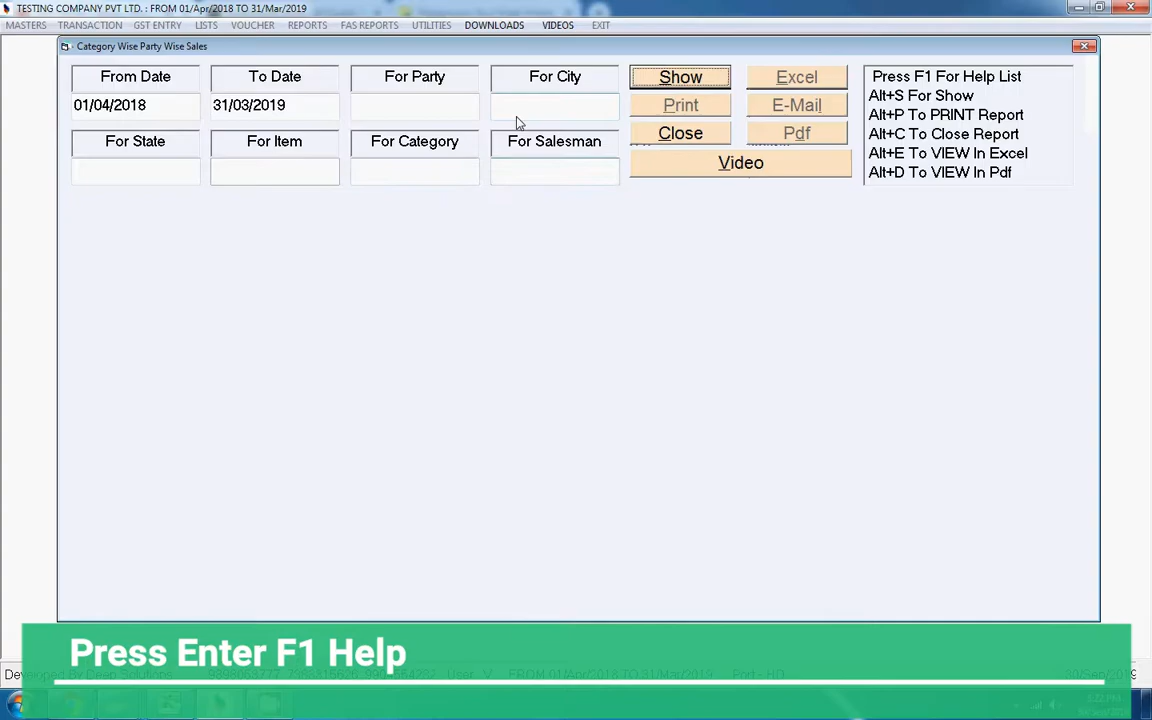 TESTING COMPANY PVT LTD. : FROM 01/Apr/2018 TO 31/Mar/2019
MASTERS TRANSACTION GST ENTRY LISTS VOUCHER REPORTS FAS REPORTS UTILITIES DOWNLOADS VIDEOS EXIT
Category Wise Party Wise Sales
From Date To Date For Party For City Show Excel
01/04/2018 31/03/2019 Print E-Mail
For State For Item For Category For Salesman Close Pdf
Video
Press F1 For Help List
Alt+S For Show
Alt+P To PRINT Report
Alt+C To Close Report
Alt+E To VIEW In Excel
Alt+D To VIEW In Pdf
Press Enter F1 Help
Developed By Deep Solutions